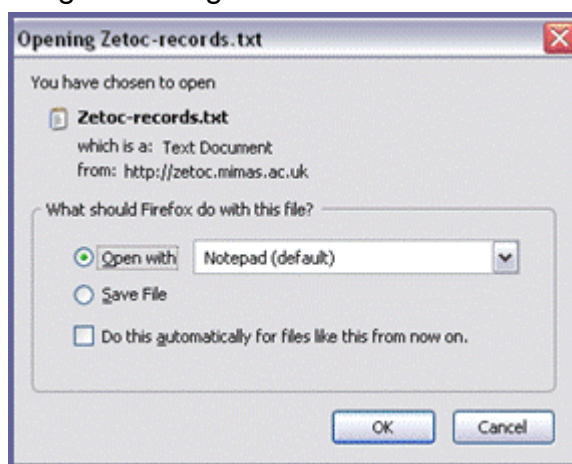 Opening Zetoc-records.txt
You have chosen to open
Zetoc-records.txt
which is a: Text Document
from: http://zetoc.mimas.ac.uk
What should Firefox do with this file?
Open with Notepad (default)
Save File
Do this automatically for files like this from now on.
OK Cancel